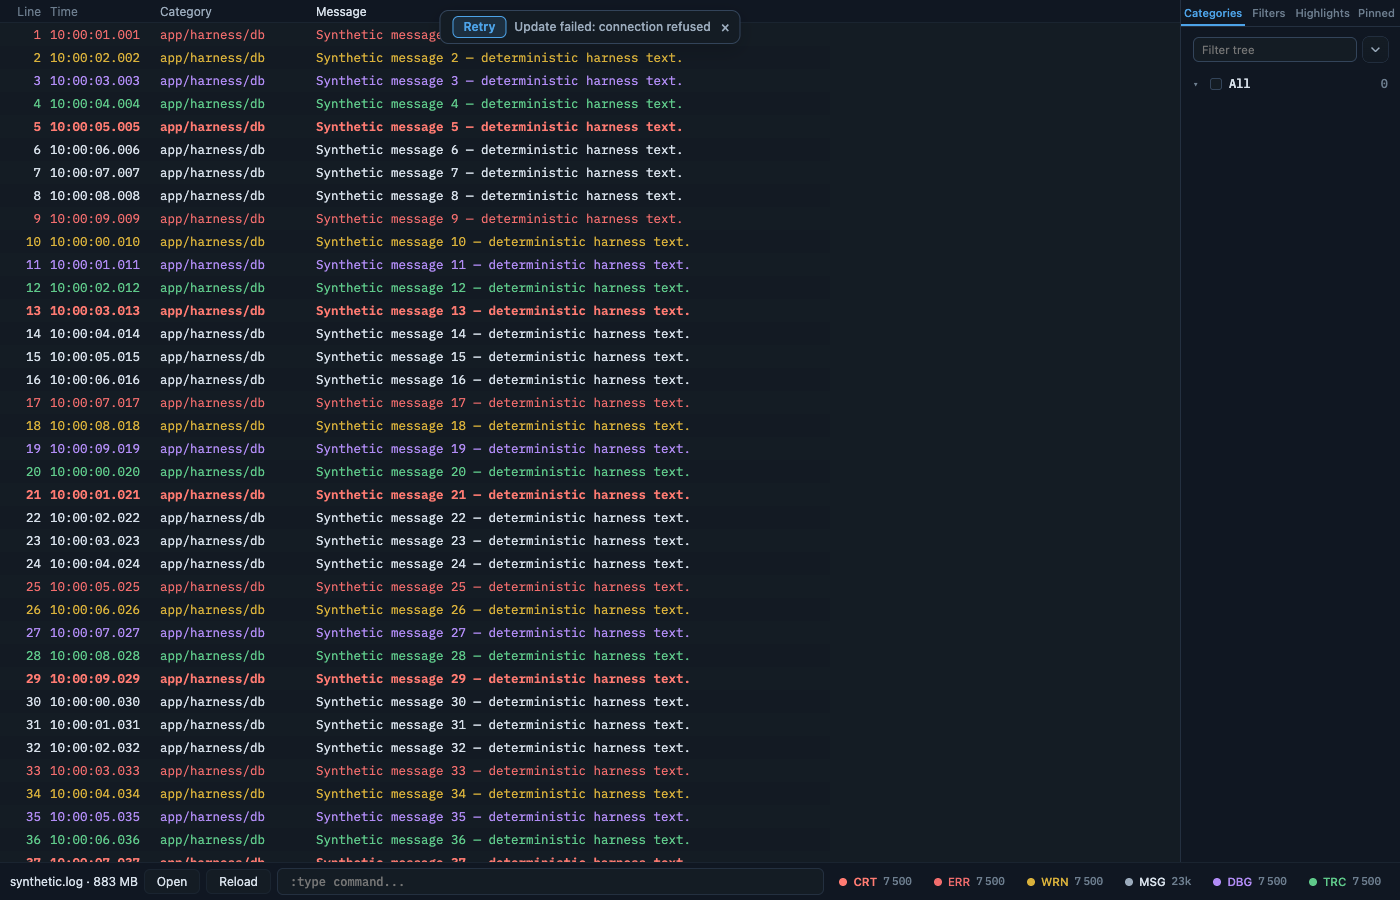 Line Time Category Message
Retry Update failed: connection refused ×
Categories Filters Highlights Pinned
Filter tree
All 0
1 10:00:01.001 app/harness/db Synthetic message
2 10:00:02.002 app/harness/db Synthetic message 2 — deterministic harness text.
3 10:00:03.003 app/harness/db Synthetic message 3 — deterministic harness text.
4 10:00:04.004 app/harness/db Synthetic message 4 — deterministic harness text.
5 10:00:05.005 app/harness/db Synthetic message 5 — deterministic harness text.
6 10:00:06.006 app/harness/db Synthetic message 6 — deterministic harness text.
7 10:00:07.007 app/harness/db Synthetic message 7 — deterministic harness text.
8 10:00:08.008 app/harness/db Synthetic message 8 — deterministic harness text.
9 10:00:09.009 app/harness/db Synthetic message 9 — deterministic harness text.
10 10:00:00.010 app/harness/db Synthetic message 10 — deterministic harness text.
11 10:00:01.011 app/harness/db Synthetic message 11 — deterministic harness text.
12 10:00:02.012 app/harness/db Synthetic message 12 — deterministic harness text.
13 10:00:03.013 app/harness/db Synthetic message 13 — deterministic harness text.
14 10:00:04.014 app/harness/db Synthetic message 14 — deterministic harness text.
15 10:00:05.015 app/harness/db Synthetic message 15 — deterministic harness text.
16 10:00:06.016 app/harness/db Synthetic message 16 — deterministic harness text.
17 10:00:07.017 app/harness/db Synthetic message 17 — deterministic harness text.
18 10:00:08.018 app/harness/db Synthetic message 18 — deterministic harness text.
19 10:00:09.019 app/harness/db Synthetic message 19 — deterministic harness text.
20 10:00:00.020 app/harness/db Synthetic message 20 — deterministic harness text.
21 10:00:01.021 app/harness/db Synthetic message 21 — deterministic harness text.
22 10:00:02.022 app/harness/db Synthetic message 22 — deterministic harness text.
23 10:00:03.023 app/harness/db Synthetic message 23 — deterministic harness text.
24 10:00:04.024 app/harness/db Synthetic message 24 — deterministic harness text.
25 10:00:05.025 app/harness/db Synthetic message 25 — deterministic harness text.
26 10:00:06.026 app/harness/db Synthetic message 26 — deterministic harness text.
27 10:00:07.027 app/harness/db Synthetic message 27 — deterministic harness text.
28 10:00:08.028 app/harness/db Synthetic message 28 — deterministic harness text.
29 10:00:09.029 app/harness/db Synthetic message 29 — deterministic harness text.
30 10:00:00.030 app/harness/db Synthetic message 30 — deterministic harness text.
31 10:00:01.031 app/harness/db Synthetic message 31 — deterministic harness text.
32 10:00:02.032 app/harness/db Synthetic message 32 — deterministic harness text.
33 10:00:03.033 app/harness/db Synthetic message 33 — deterministic harness text.
34 10:00:04.034 app/harness/db Synthetic message 34 — deterministic harness text.
35 10:00:05.035 app/harness/db Synthetic message 35 — deterministic harness text.
36 10:00:06.036 app/harness/db Synthetic message 36 — deterministic harness text.
synthetic.log · 883 MB Open Reload :type command... CRT 7 500 ERR 7 500 WRN 7 500 MSG 23k DBG 7 500 TRC 7 500